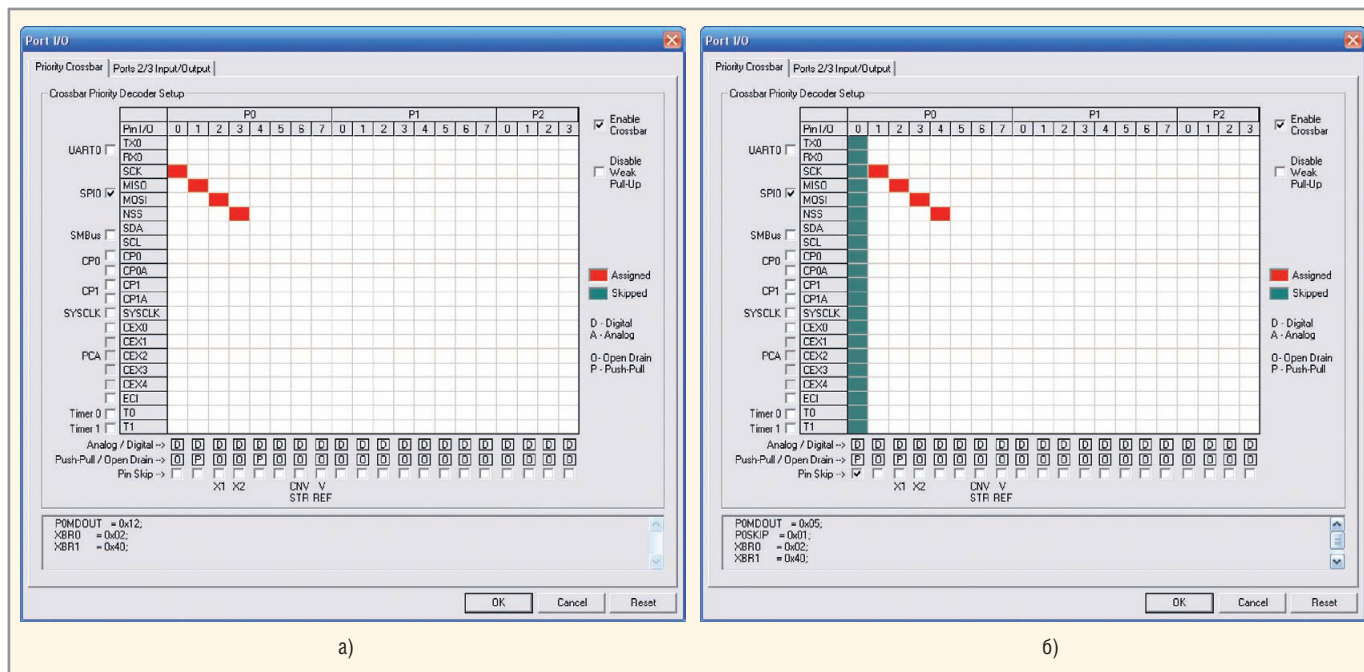 Port I/O
Priority Crossbar Ports 2/3 Input/Output
Crossbar Priority Decoder Setup
P0 P1 P2
Pin I/O 0 1 2 3 4 5 6 7 0 1 2 3 4 5 6 7 0 1 2 3
UART0
TX0
RX0
SPI0
SCK
MISO
MOSI
NSS
SMBus
SDA
SCL
CP0
CP0
CP0A
CP1
CP1
CP1A
SYSCLK SYSCLK
PCA
CEX0
CEX1
CEX2
CEX3
CEX4
ECI
Timer 0 T0
Timer 1 T1
Enable Crossbar
Disable Weak Pull-Up
Assigned
Skipped
D - Digital
A - Analog
O- Open Drain
P - Push-Pull
Analog / Digital --> D D D D D D D D D D D D D D D D D D D D
Push-Pull / Open Drain --> O P O O P O O O O O O O O O O O O O O O
Pin Skip -->
X1 X2 CNV V
STR REF
P0MDOUT = 0x12;
XBR0 = 0x02;
XBR1 = 0x40;
OK Cancel Reset
а)
Port I/O
Priority Crossbar Ports 2/3 Input/Output
Crossbar Priority Decoder Setup
P0 P1 P2
Pin I/O 0 1 2 3 4 5 6 7 0 1 2 3 4 5 6 7 0 1 2 3
UART0
TX0
RX0
SPI0
SCK
MISO
MOSI
NSS
SMBus
SDA
SCL
CP0
CP0
CP0A
CP1
CP1
CP1A
SYSCLK SYSCLK
PCA
CEX0
CEX1
CEX2
CEX3
CEX4
ECI
Timer 0 T0
Timer 1 T1
Enable Crossbar
Disable Weak Pull-Up
Assigned
Skipped
D - Digital
A - Analog
O- Open Drain
P - Push-Pull
Analog / Digital --> D D D D D D D D D D D D D D D D D D D D
Push-Pull / Open Drain --> P O P O O O O O O O O O O O O O O O O O
Pin Skip -->
X1 X2 CNV V
STR REF
P0MDOUT = 0x05;
P0SKIP = 0x01;
XBR0 = 0x02;
XBR1 = 0x40;
OK Cancel Reset
б)